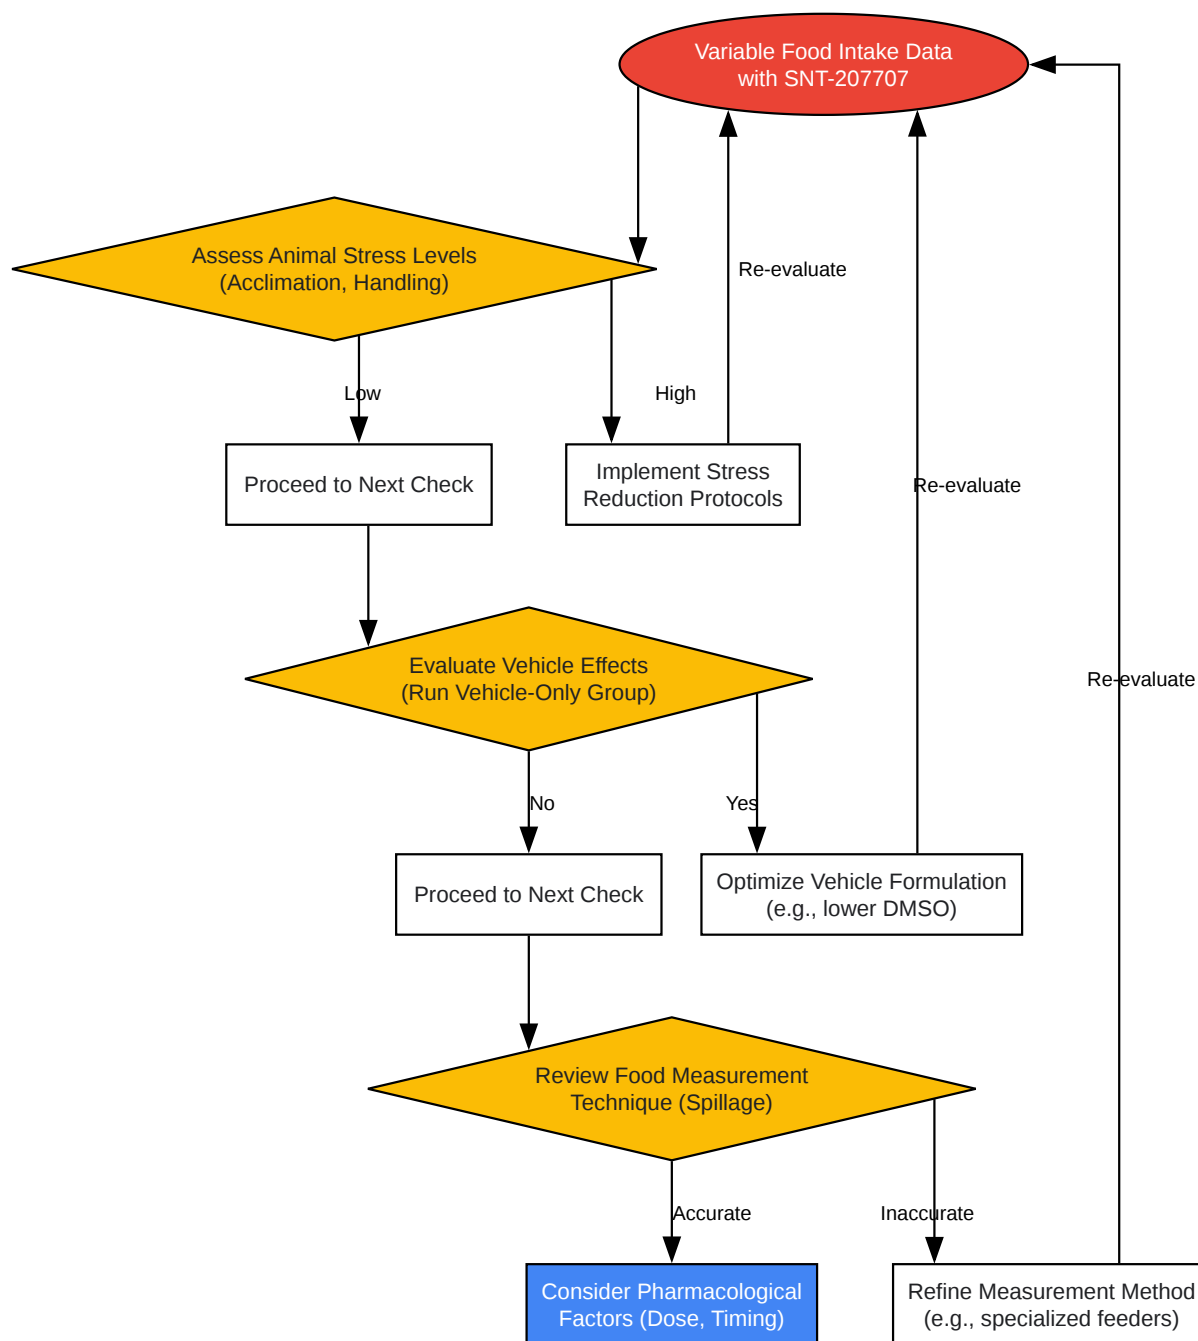 Variable Food Intake Data
with SNT-207707
Assess Animal Stress Levels
(Acclimation, Handling)
Re-evaluate
Low
High
Proceed to Next Check
Implement Stress
Reduction Protocols
Re-evaluate
Evaluate Vehicle Effects
(Run Vehicle-Only Group)
Re-evaluate
No
Yes
Proceed to Next Check
Optimize Vehicle Formulation
(e.g., lower DMSO)
Review Food Measurement
Technique (Spillage)
Accurate
Inaccurate
Consider Pharmacological
Factors (Dose, Timing)
Refine Measurement Method
(e.g., specialized feeders)